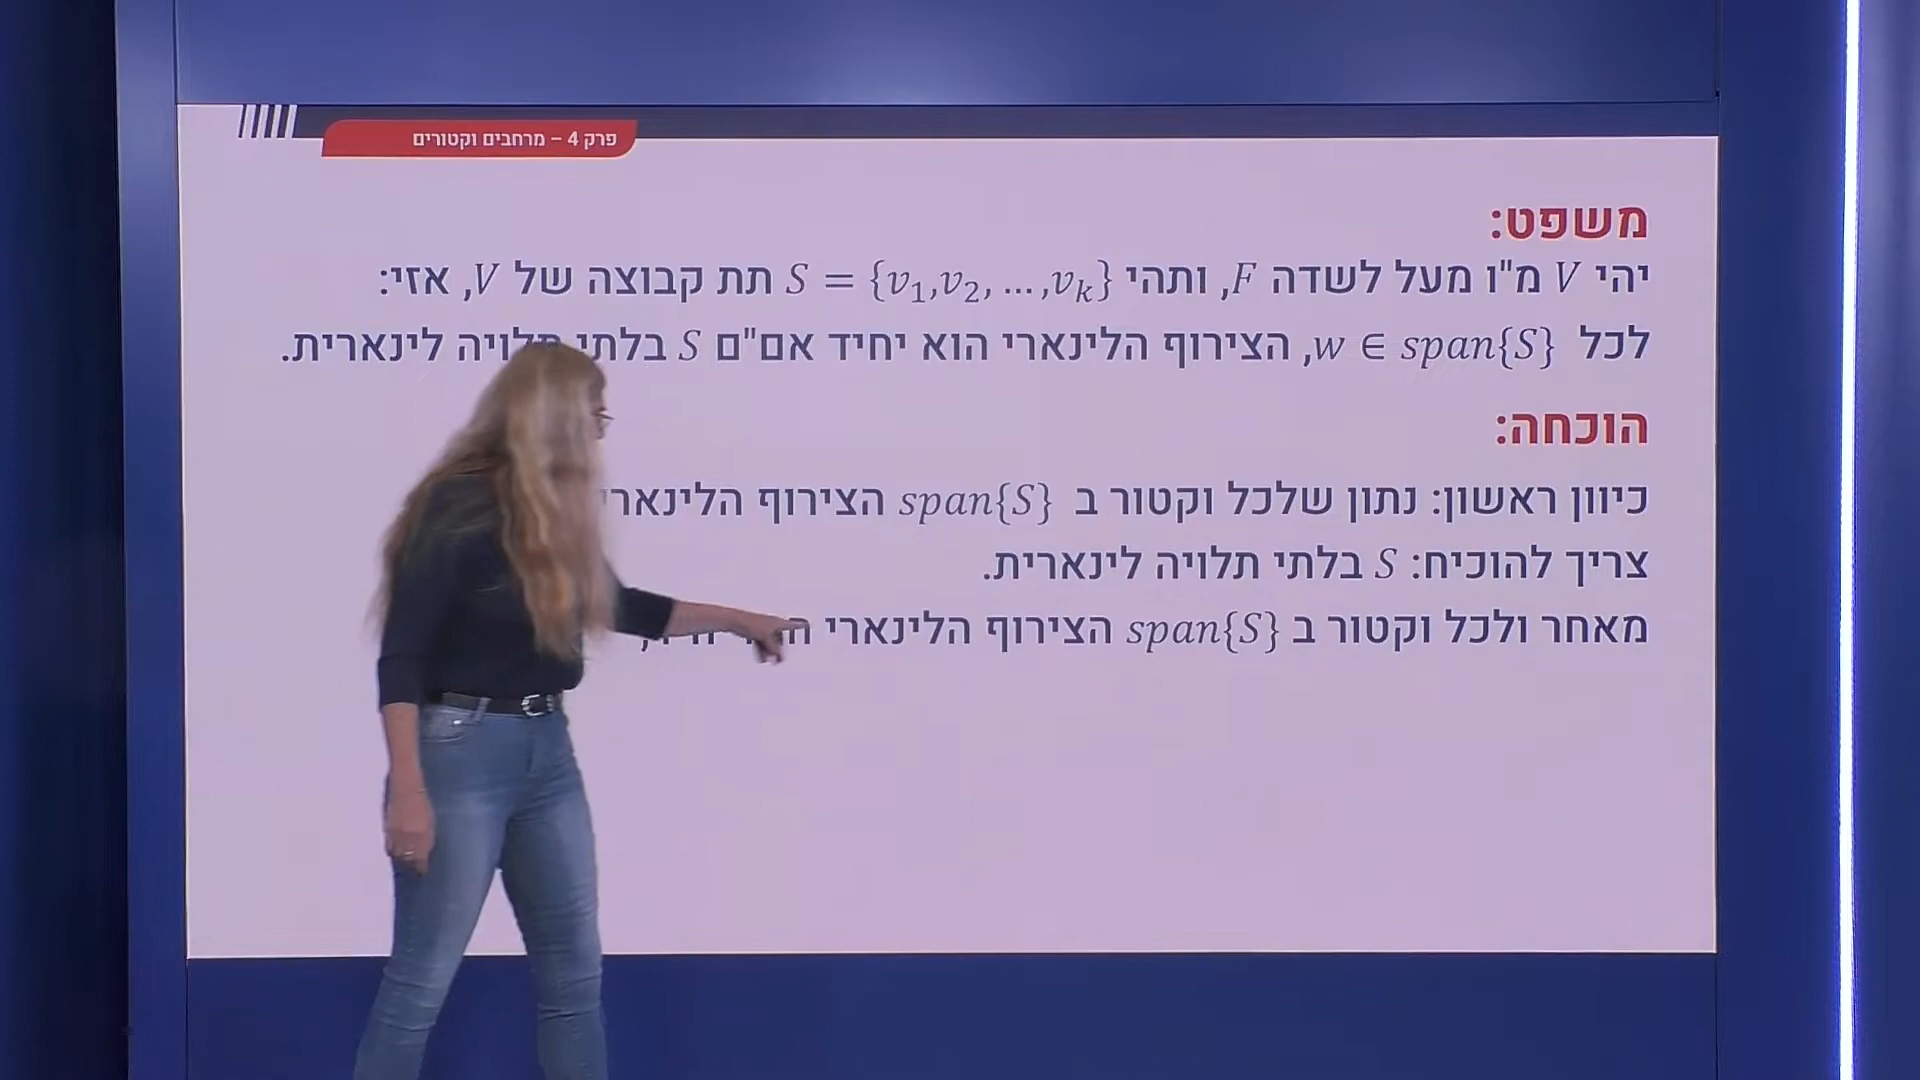 פרק 4 – מרחבים וקטורים
משפט:
יהי V מ"ו מעל לשדה F, ותהי S = {v₁,v₂, …,vₖ} תת קבוצה של V, אזי:
לכל w ∈ span{S}, הצירוף הלינארי הוא יחיד אם"ם S בלתי תלויה לינארית.
הוכחה:
כיוון ראשון: נתון שלכל וקטור ב span{S} הצירוף
צריך להוכיח: S בלתי תלויה לינארית.
מאחר ולכל וקטור ב span{S} הצירוף הלינארי